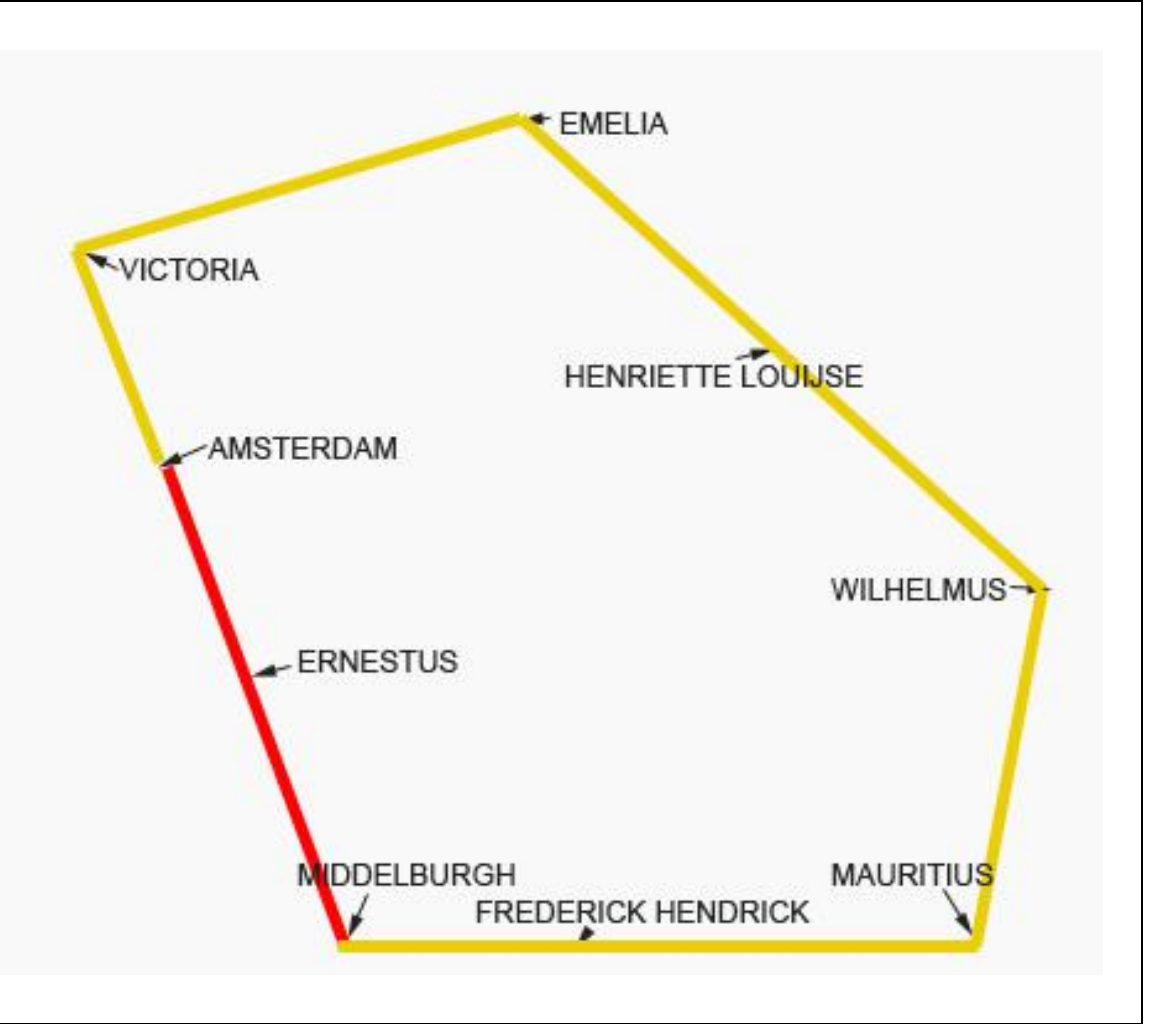 EMELIA
VICTORIA
HENRIETTE LOUIJSE
AMSTERDAM
WILHELMUS
ERNESTUS
MIDDELBURGH
MAURITIUS
FREDERICK HENDRICK